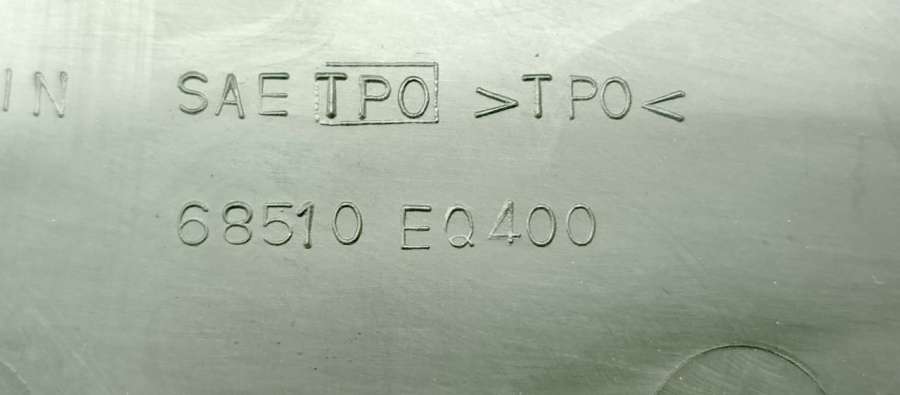 IN SAE TPO >TPO<
68510 EQ400